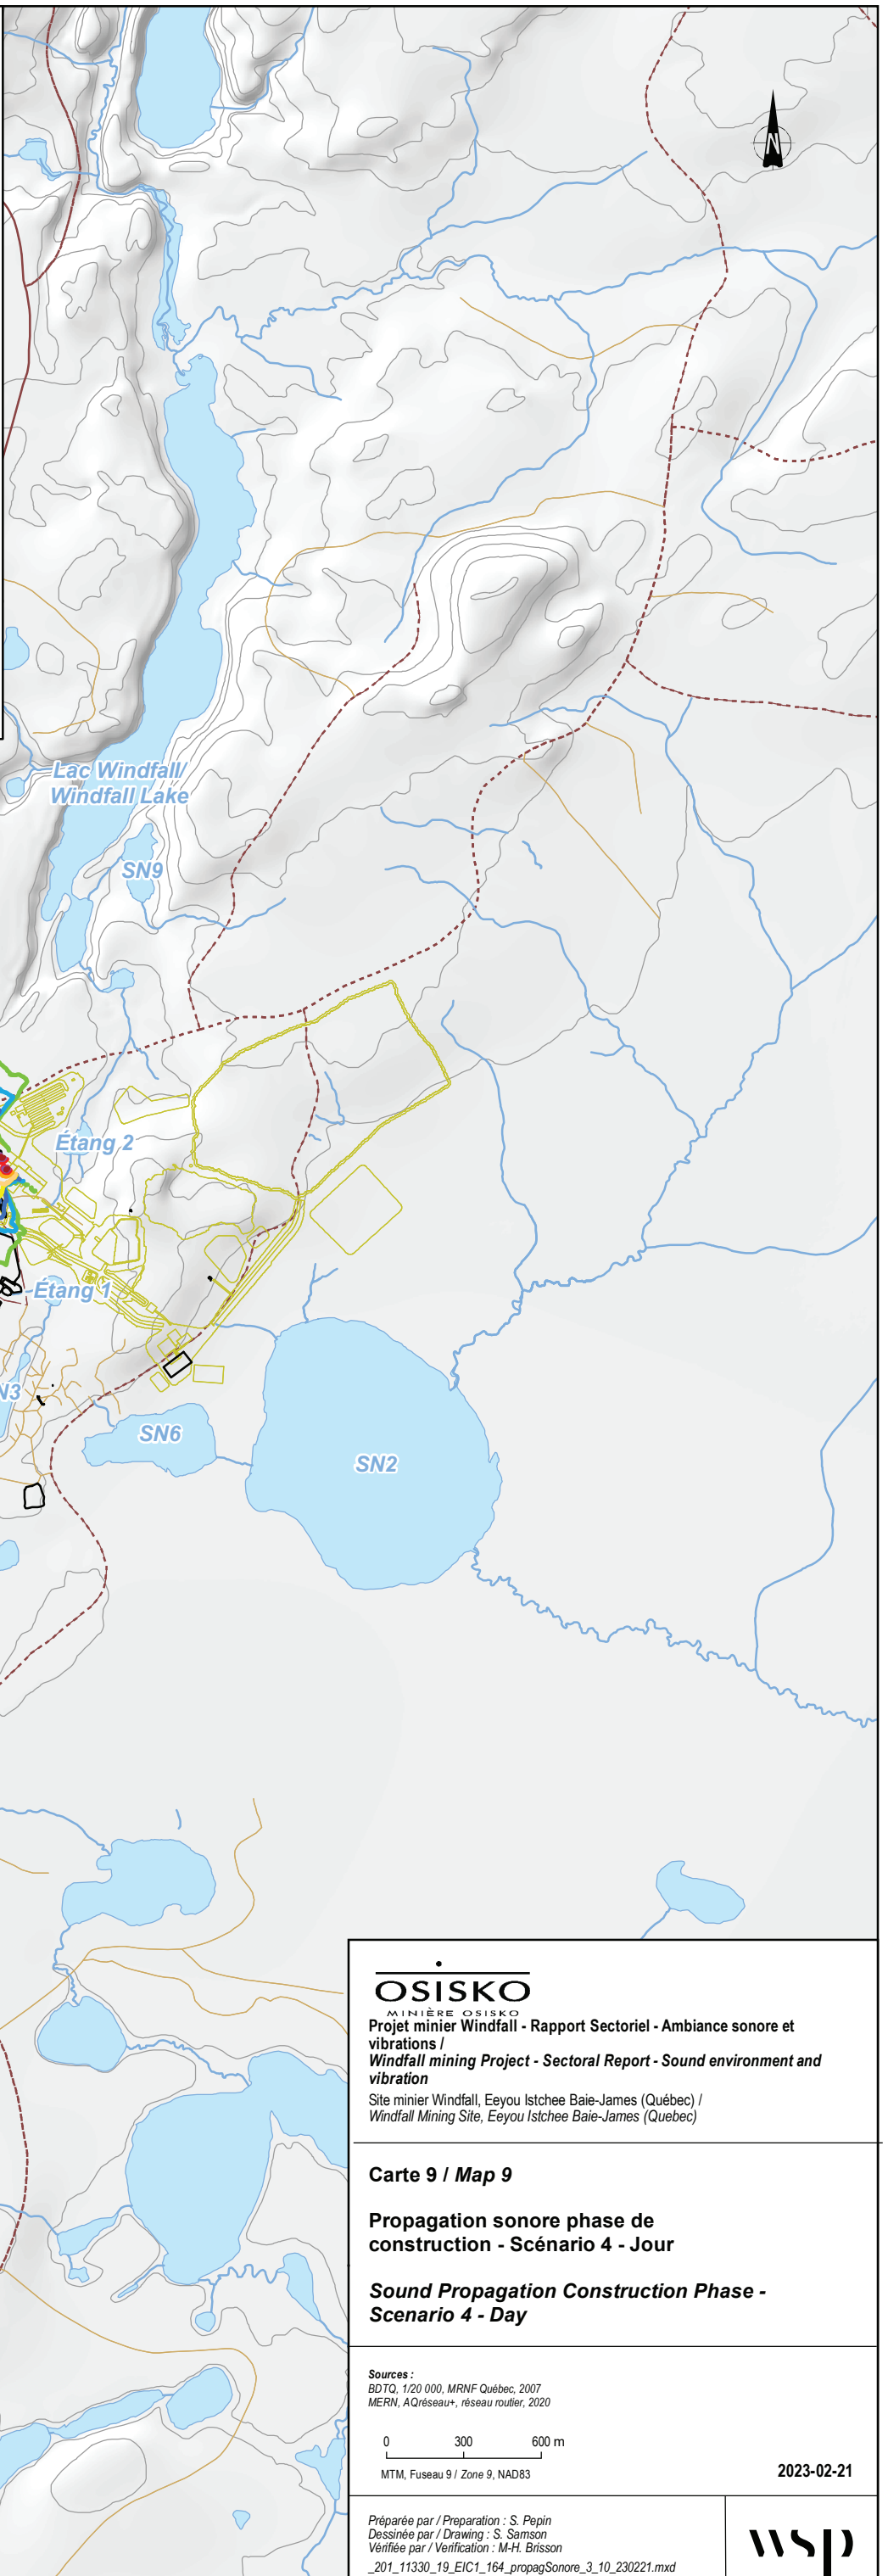 N
Lac Windfall/
Windfall Lake
SN9
Étang 2
Étang 1
N3
SN6
SN2
OSISKO
MINIÈRE OSISKO
Projet minier Windfall - Rapport Sectoriel - Ambiance sonore et
vibrations /
Windfall mining Project - Sectoral Report - Sound environment and
vibration
Site minier Windfall, Eeyou Istchee Baie-James (Québec) /
Windfall Mining Site, Eeyou Istchee Baie-James (Quebec)
Carte 9 / Map 9
Propagation sonore phase de
construction - Scénario 4 - Jour
Sound Propagation Construction Phase -
Scenario 4 - Day
Sources :
BDTQ, 1/20 000, MRNF Québec, 2007
MERN, AQréseau+, réseau routier, 2020
0 300 600 m
MTM, Fuseau 9 / Zone 9, NAD83
2023-02-21
Préparée par / Preparation : S. Pepin
Dessinée par / Drawing : S. Samson
Vérifiée par / Verification : M-H. Brisson
_201_11330_19_EIC1_164_propagSonore_3_10_230221.mxd
wsp